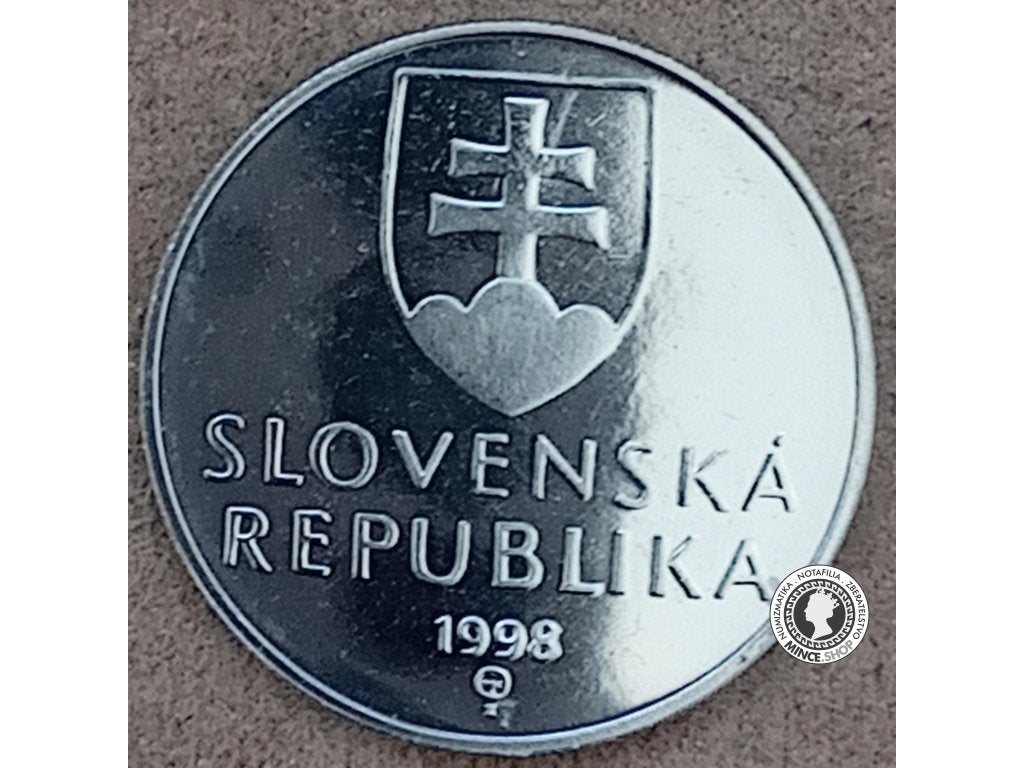 SLOVENSKÁ
REPUBLIKA
1998
NUMIZMATIKA . NOTAFILIA . ZBERATEĽSTVO
MINCE.SHOP